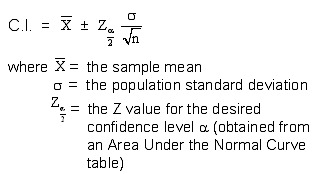 C.I. = X̅ ± Z_{α/2} σ/√n
where X̅ = the sample mean
σ = the population standard deviation
Z_{α/2} = the Z value for the desired
confidence level α (obtained from
an Area Under the Normal Curve
table)